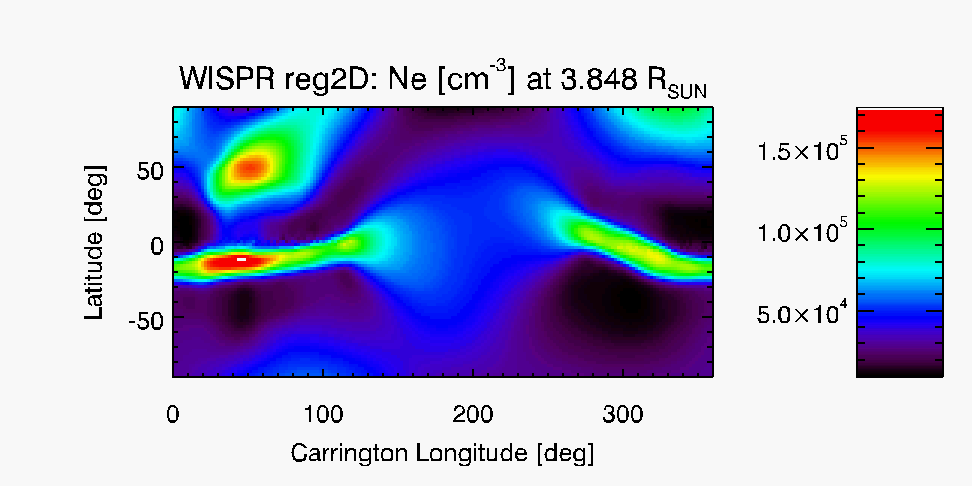 WISPR reg2D: Ne [cm⁻³] at 3.848 R_SUN
50
0
-50
Latitude [deg]
0 100 200 300
Carrington Longitude [deg]
1.5×10⁵
1.0×10⁵
5.0×10⁴